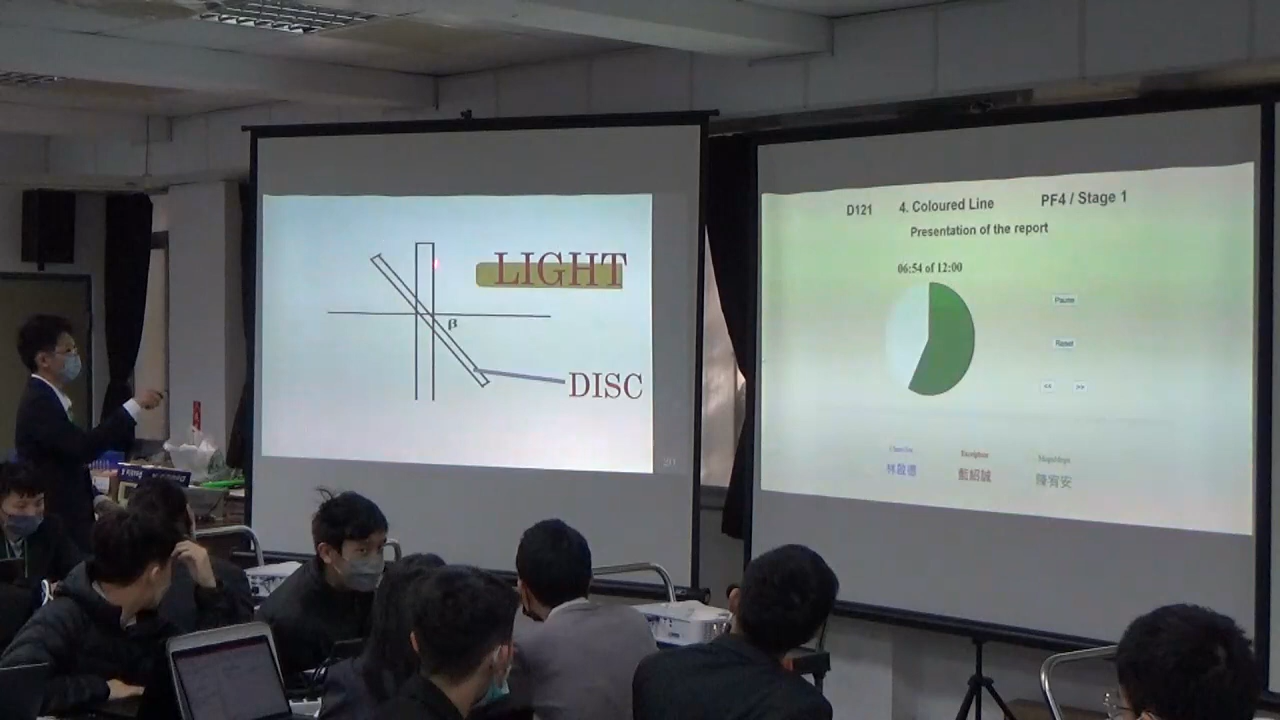 LIGHT
β
DISC
20
D121 4. Coloured Line PF4 / Stage 1
Presentation of the report
06:54 of 12:00
Pause
Reset
<< >>
林啟德 藍紹誠 陳宥安